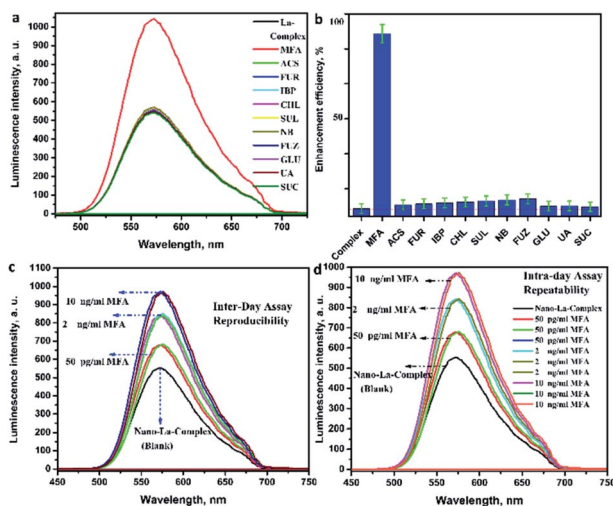 a
1000
900
800
700
600
500
400
300
200
100
0
500 550 600 650 700
Luminescence intensity, a. u.
Wavelength, nm
La-
Complex
MFA
ACS
FUR
IBP
CHL
SUL
NB
FUZ
GLU
UA
SUC
b
100
50
0
Enhancement efficiency, %
Complex MFA ACS FUR IBP CHL SUL NB FUZ GLU UA SUC
c
1100
1000
900
800
700
600
500
400
300
200
100
0
450 500 550 600 650 700 750
Luminescence intensity, a. u.
Wavelength, nm
10 ng/ml MFA
2 ng/ml MFA
50 pg/ml MFA
Inter-Day Assay
Reproducibility
Nano-La-Complex
(Blank)
d
1000
900
800
700
600
500
400
300
200
100
0
450 500 550 600 650 700 750
Luminescence intensity, a. u.
Wavelength, nm
10 ng/ml MFA
2 ng/ml MFA
50 pg/ml MFA
Nano-La-Complex
(Blank)
Intra-day Assay
Repeatability
Nano-La-Complex
50 pg/ml MFA
50 pg/ml MFA
50 pg/ml MFA
2 ng/ml MFA
2 ng/ml MFA
2 ng/ml MFA
10 ng/ml MFA
10 ng/ml MFA
10 ng/ml MFA